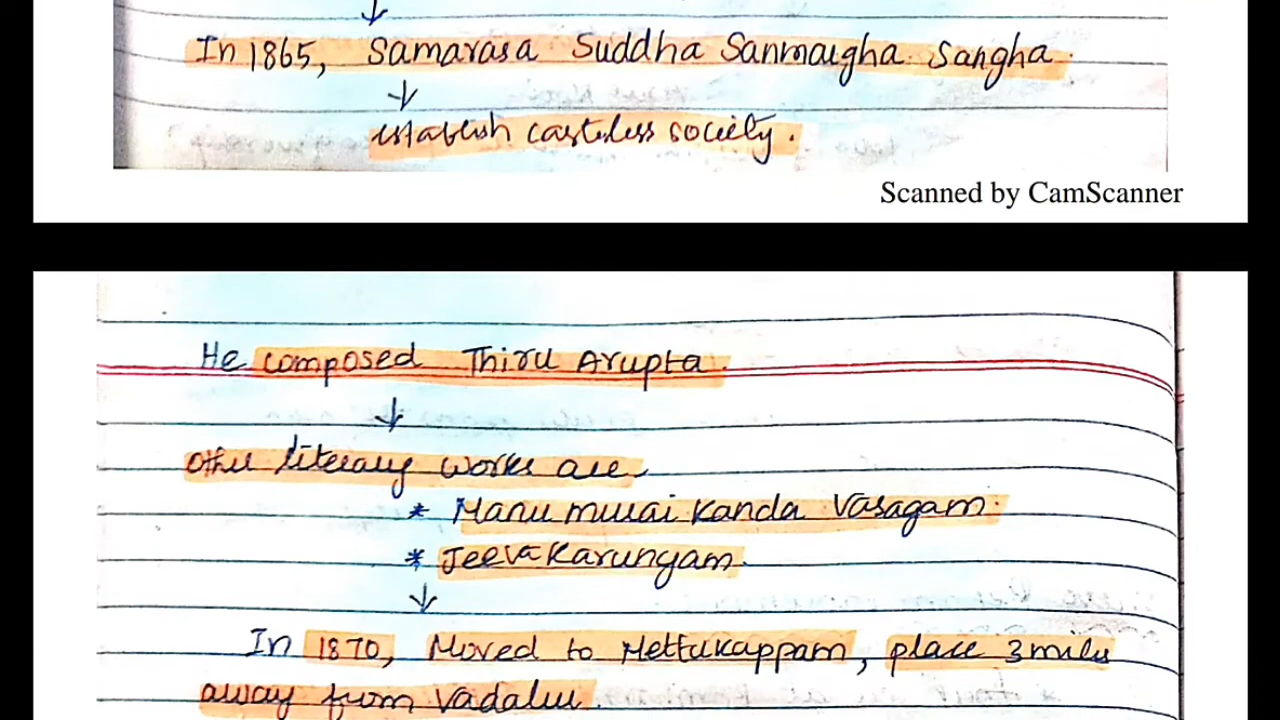 In 1865, Samarasa Suddha Sanmargha Sangha.
establish casteless society.
Scanned by CamScanner
He composed Thiru Arupta.
Other literary works are
* Manu murai Kanda Vasagam.
* Jeeva Karunyam.
In 1870, Moved to Mettukappam, place 3 miles
away from Vadalur.